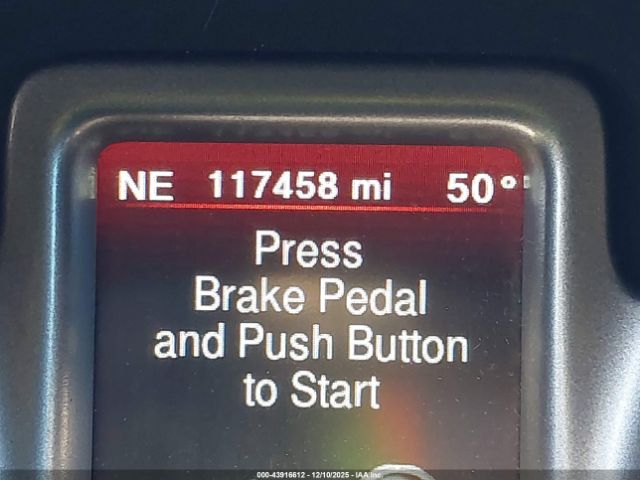 NE 117458 mi 50°
Press
Brake Pedal
and Push Button
to Start
000-43916612 - 12/10/2025 - IAA Inc.